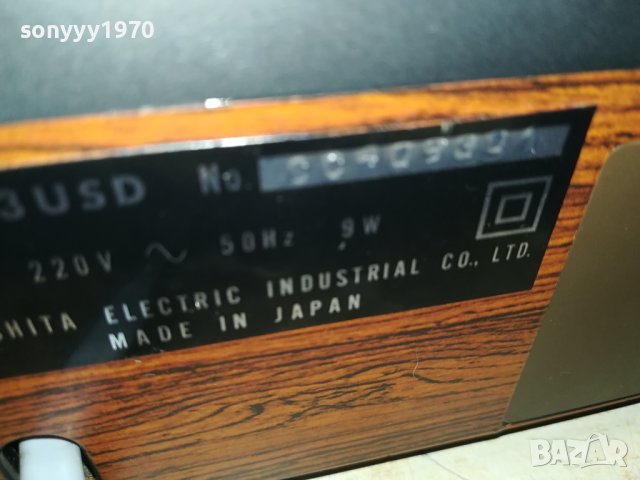 sonyyy1970
3USD No.
220V ~ 50Hz 9W
SHITA ELECTRIC INDUSTRIAL CO., LTD.
MADE IN JAPAN
BAZAR